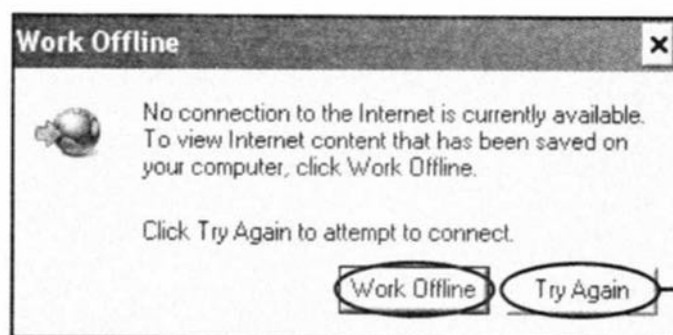 Work Offline
No connection to the Internet is currently available.
To view Internet content that has been saved on
your computer, click Work Offline.
Click Try Again to attempt to connect.
Work Offline
Try Again